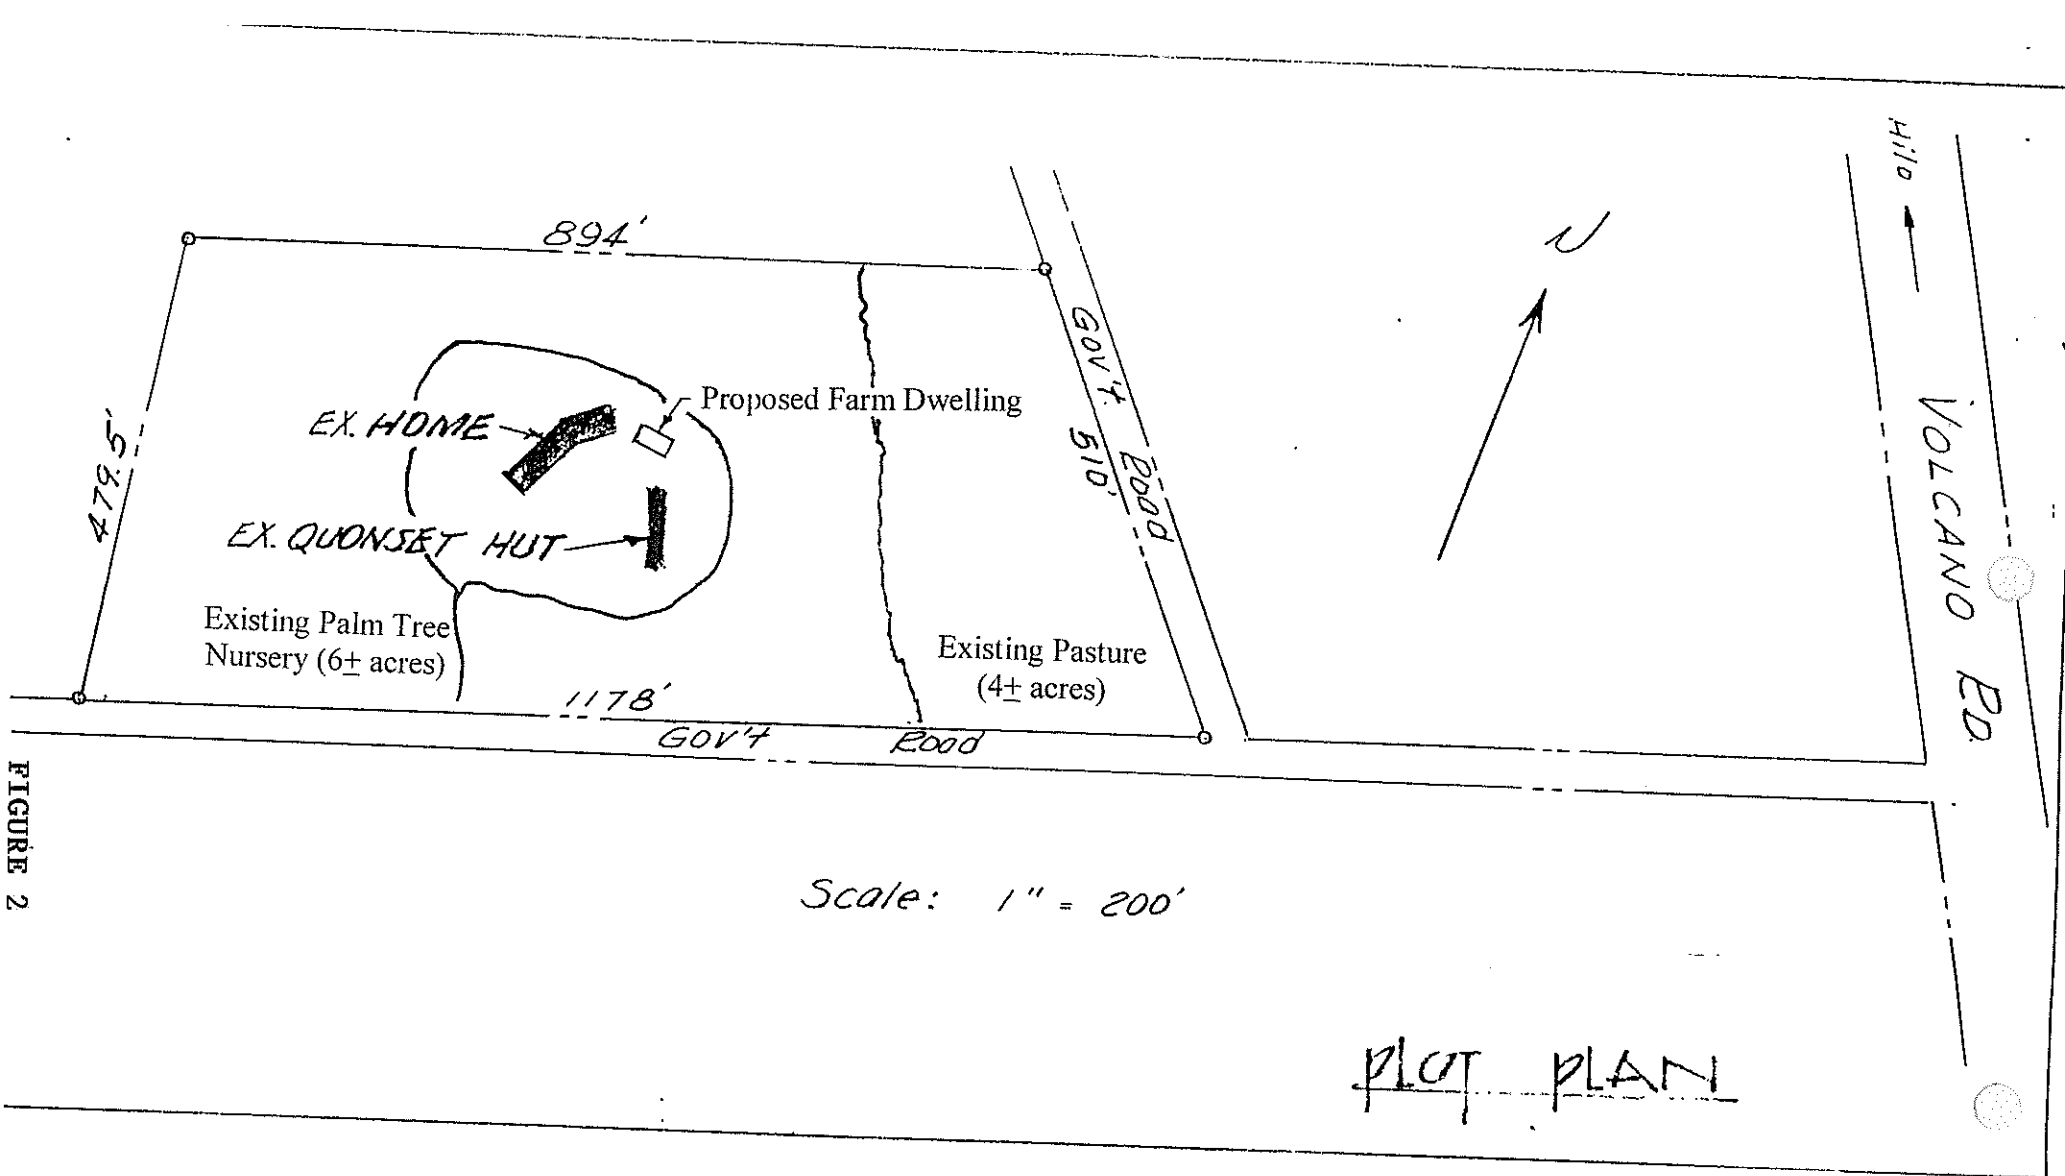 Hilo
N
894'
Gov't Road
510'
VOLCANO RD.
479.5'
Proposed Farm Dwelling
EX. HOME
EX. QUONSET HUT
Existing Palm Tree
Nursery (6± acres)
Existing Pasture
(4± acres)
1178'
Gov't Road
FIGURE 2
Scale: 1" = 200'
PLOT PLAN